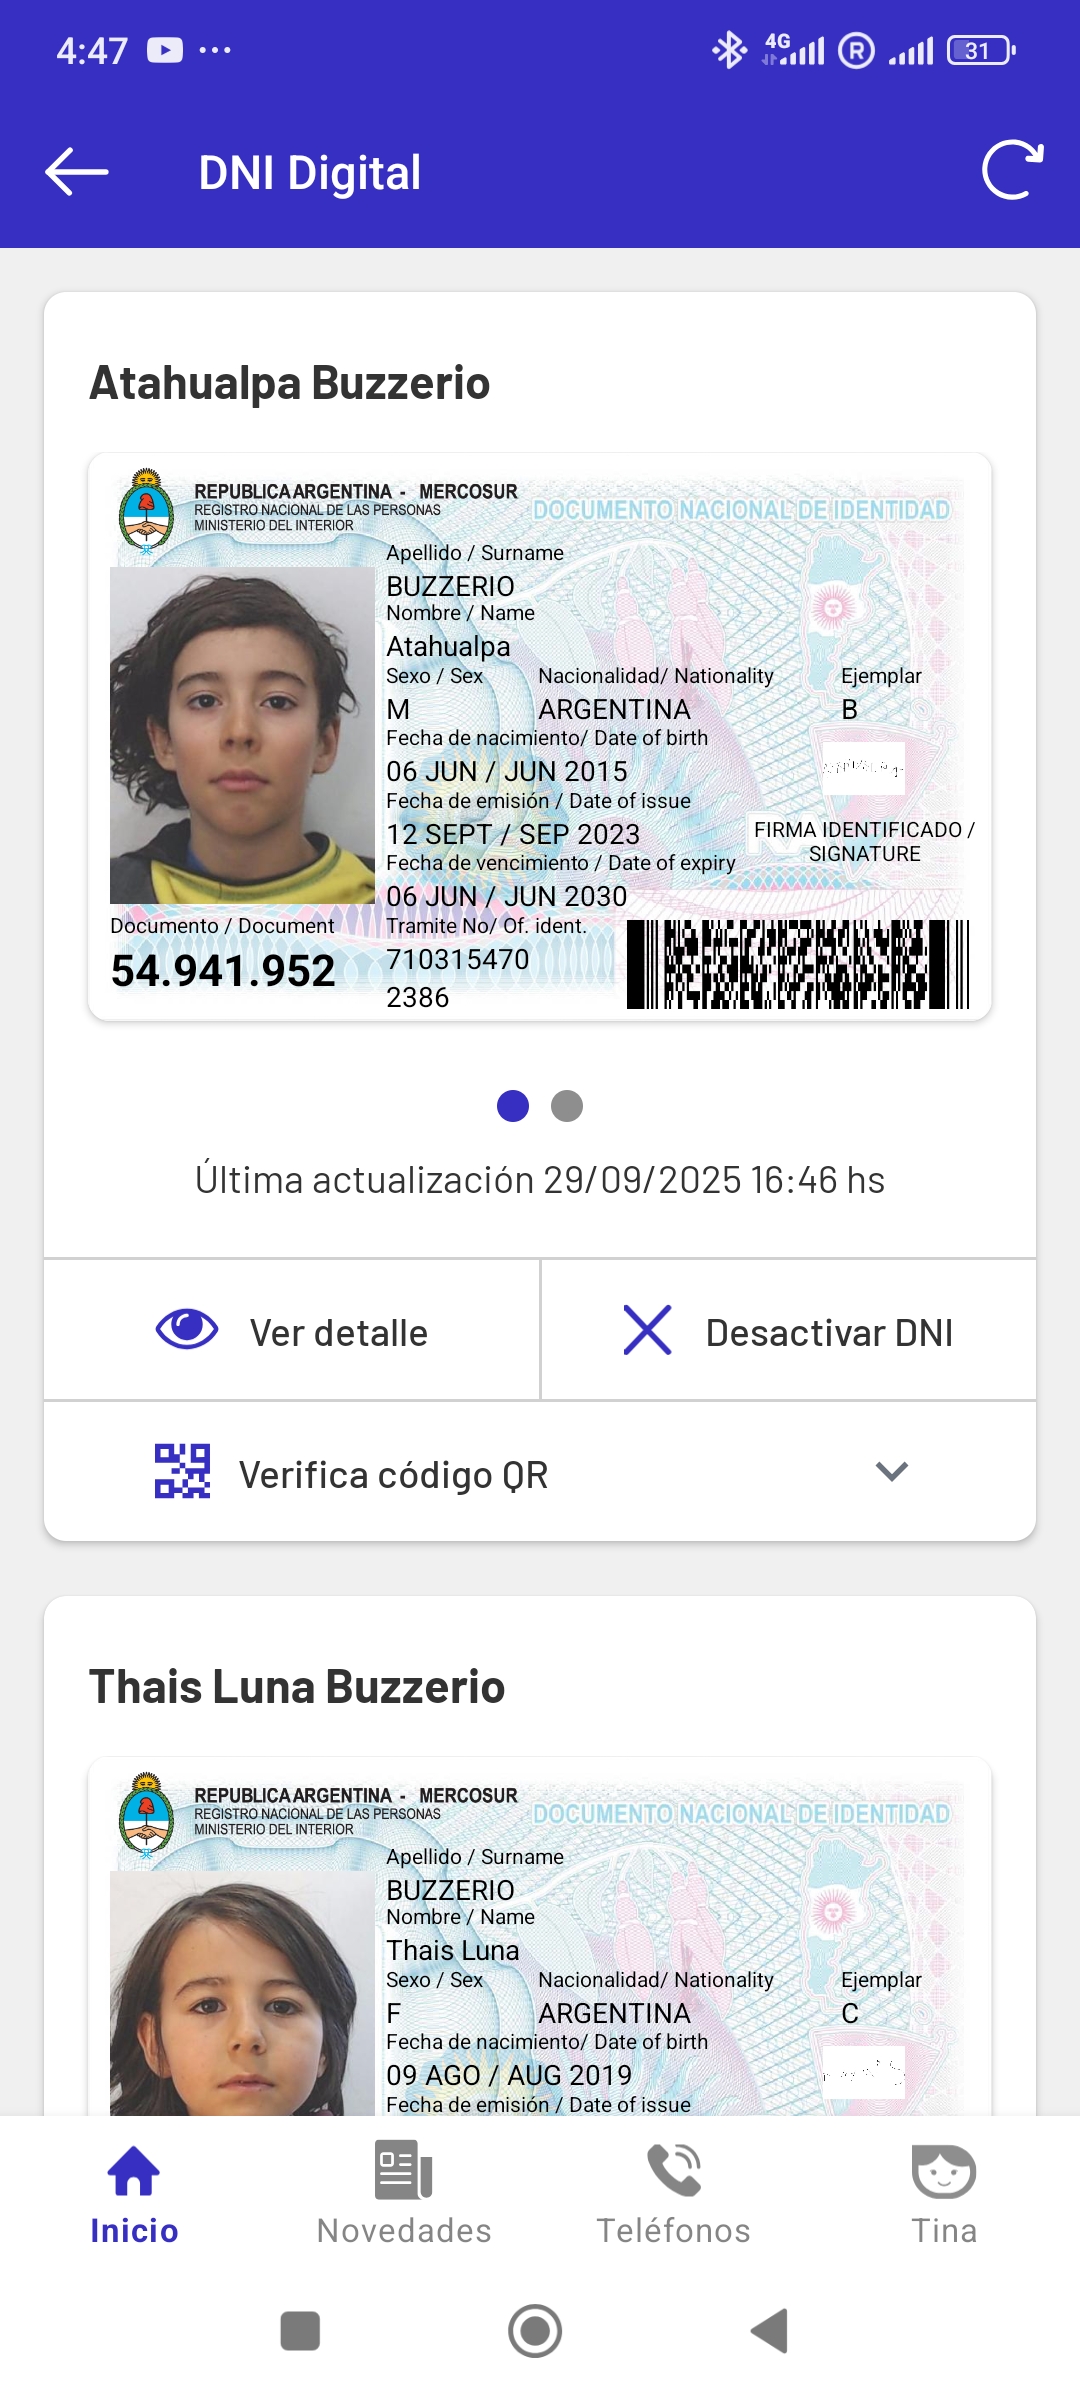 4:47
4G
R
31
DNI Digital
Atahualpa Buzzerio
REPUBLICA ARGENTINA - MERCOSUR
REGISTRO NACIONAL DE LAS PERSONAS
MINISTERIO DEL INTERIOR
DOCUMENTO NACIONAL DE IDENTIDAD
Apellido / Surname
BUZZERIO
Nombre / Name
Atahualpa
Sexo / Sex Nacionalidad/ Nationality Ejemplar
M ARGENTINA B
Fecha de nacimiento/ Date of birth
06 JUN / JUN 2015
Fecha de emisión / Date of issue
12 SEPT / SEP 2023
Fecha de vencimiento / Date of expiry
06 JUN / JUN 2030
FIRMA IDENTIFICADO /
SIGNATURE
Documento / Document
54.941.952
Tramite No/ Of. ident.
710315470
2386
Última actualización 29/09/2025 16:46 hs
Ver detalle
Desactivar DNI
Verifica código QR
Thais Luna Buzzerio
REPUBLICA ARGENTINA - MERCOSUR
REGISTRO NACIONAL DE LAS PERSONAS
MINISTERIO DEL INTERIOR
DOCUMENTO NACIONAL DE IDENTIDAD
Apellido / Surname
BUZZERIO
Nombre / Name
Thais Luna
Sexo / Sex Nacionalidad/ Nationality Ejemplar
F ARGENTINA C
Fecha de nacimiento/ Date of birth
09 AGO / AUG 2019
Fecha de emisión / Date of issue
Inicio Novedades Teléfonos Tina